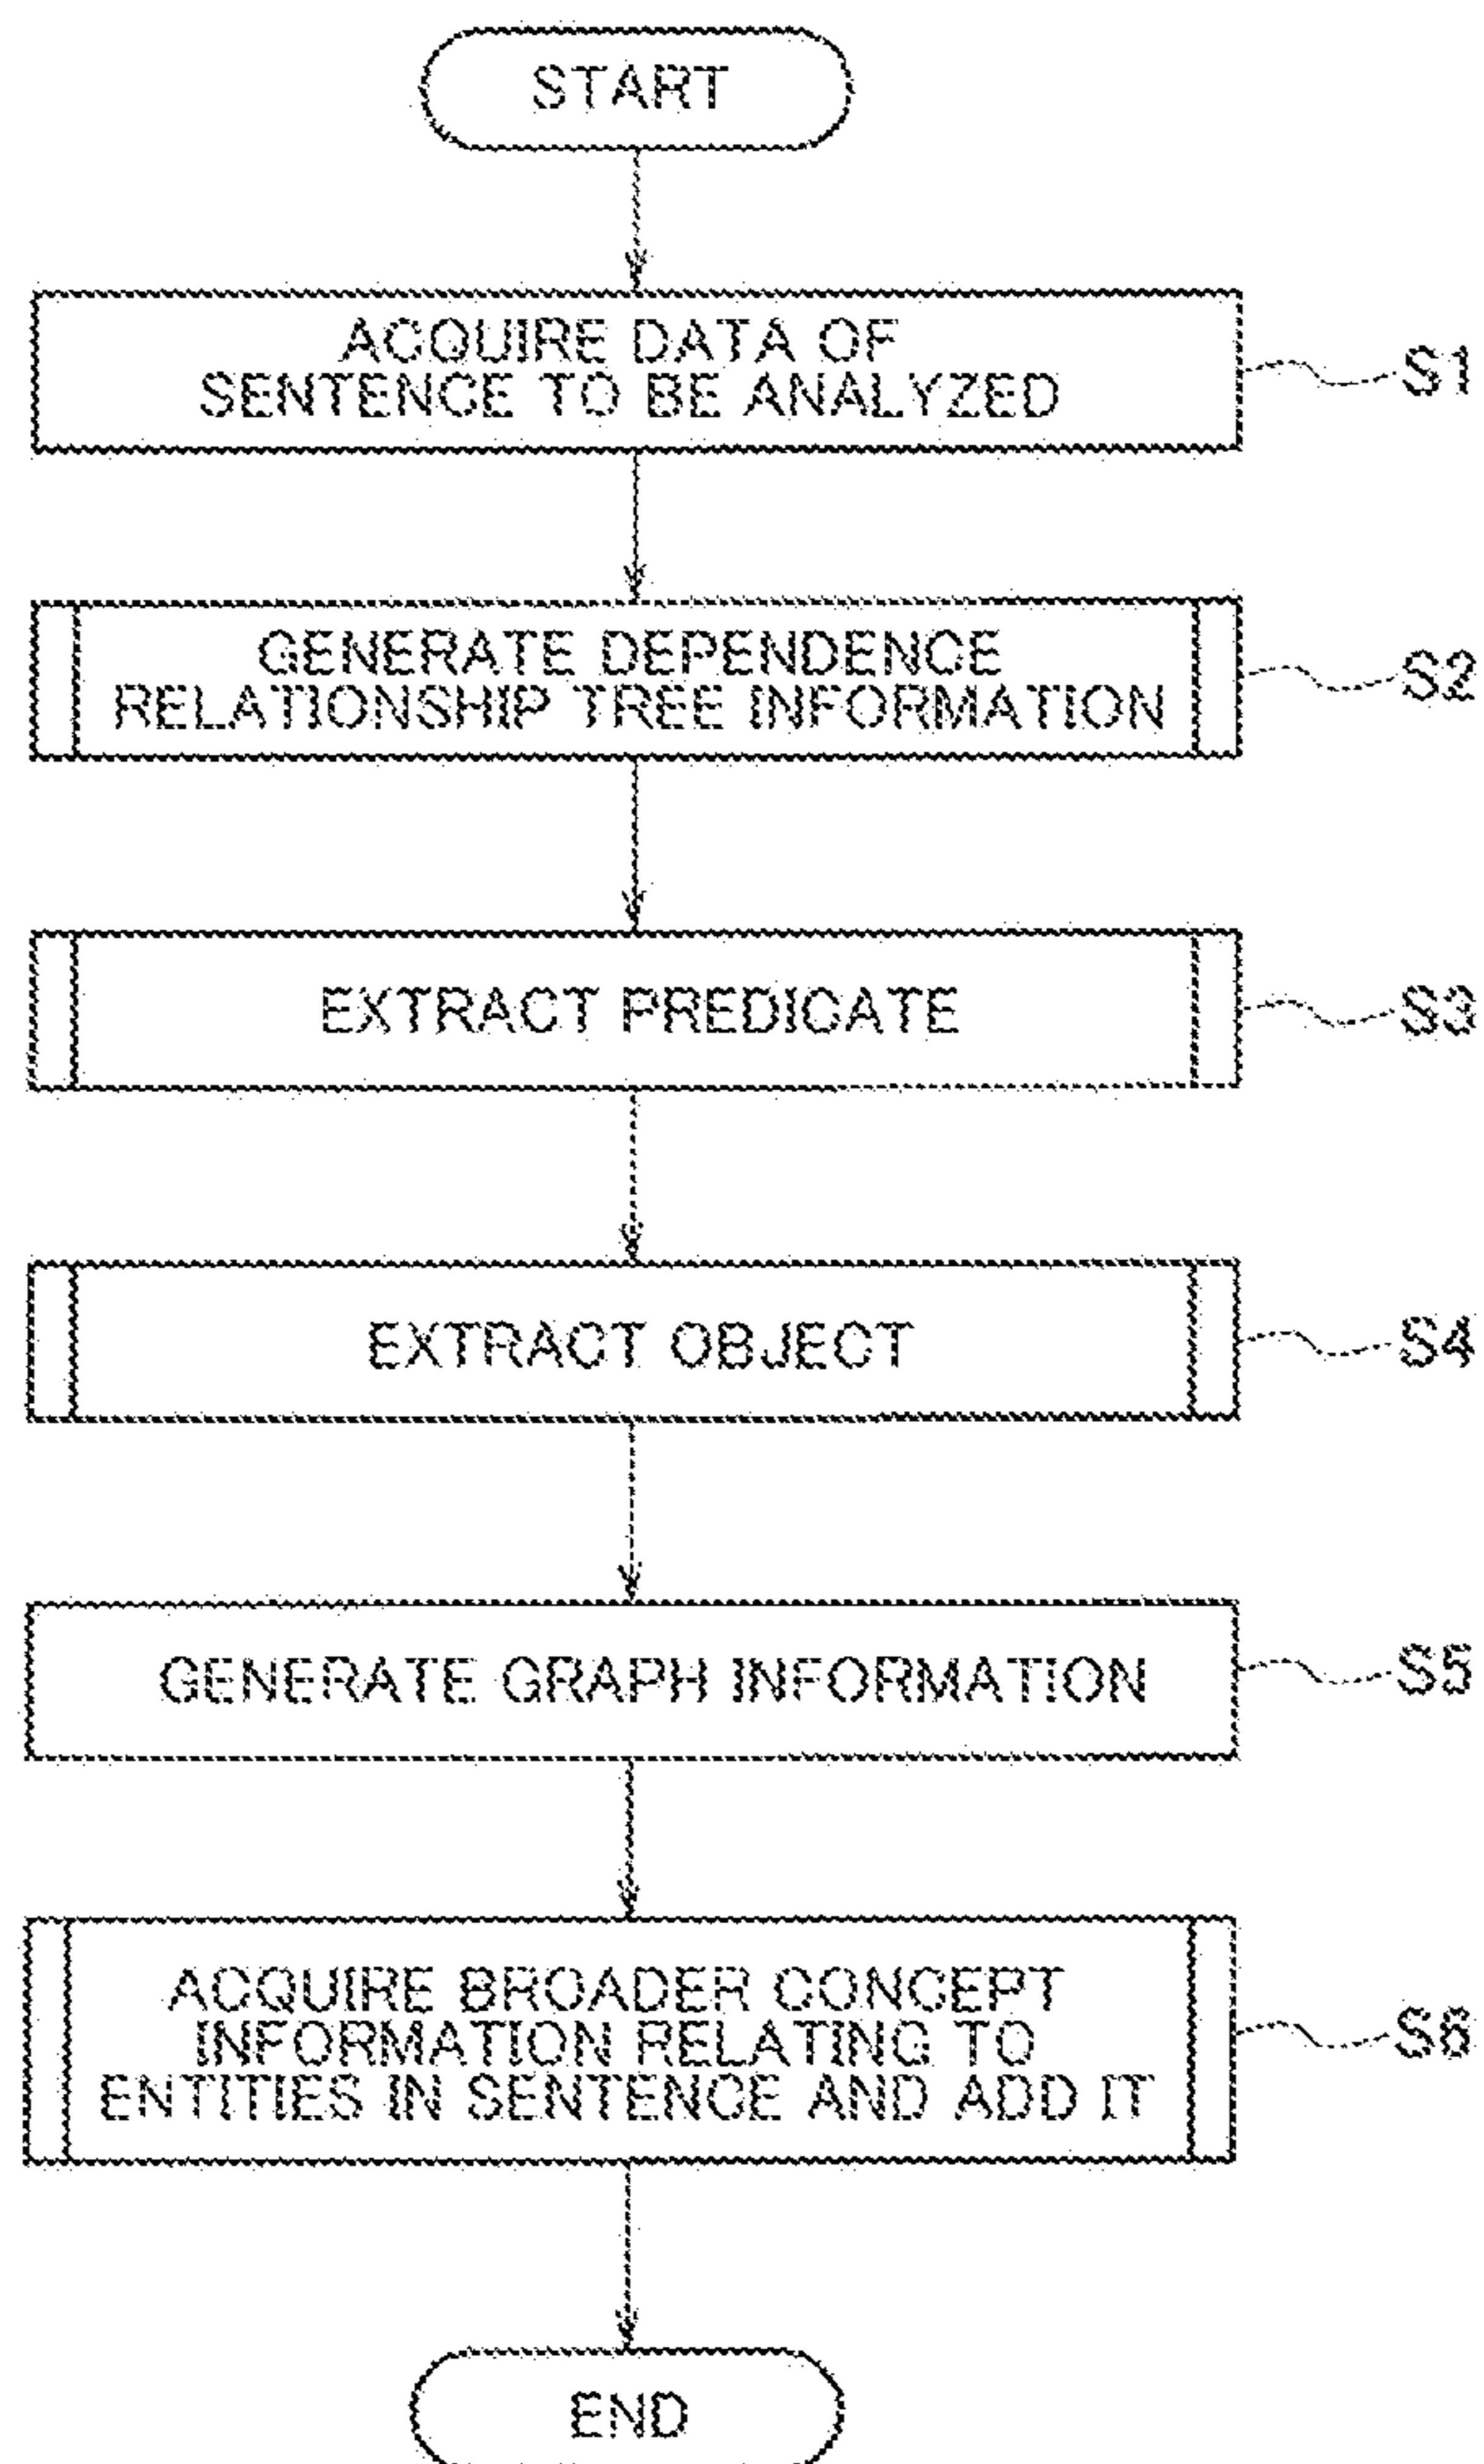 START
ACQUIRE DATA OF
SENTENCE TO BE ANALYZED
S1
GENERATE DEPENDENCE
RELATIONSHIP TREE INFORMATION
S2
EXTRACT PREDICATE
S3
EXTRACT OBJECT
S4
GENERATE GRAPH INFORMATION
S5
ACQUIRE BROADER CONCEPT
INFORMATION RELATING TO
ENTITIES IN SENTENCE AND ADD IT
S6
END